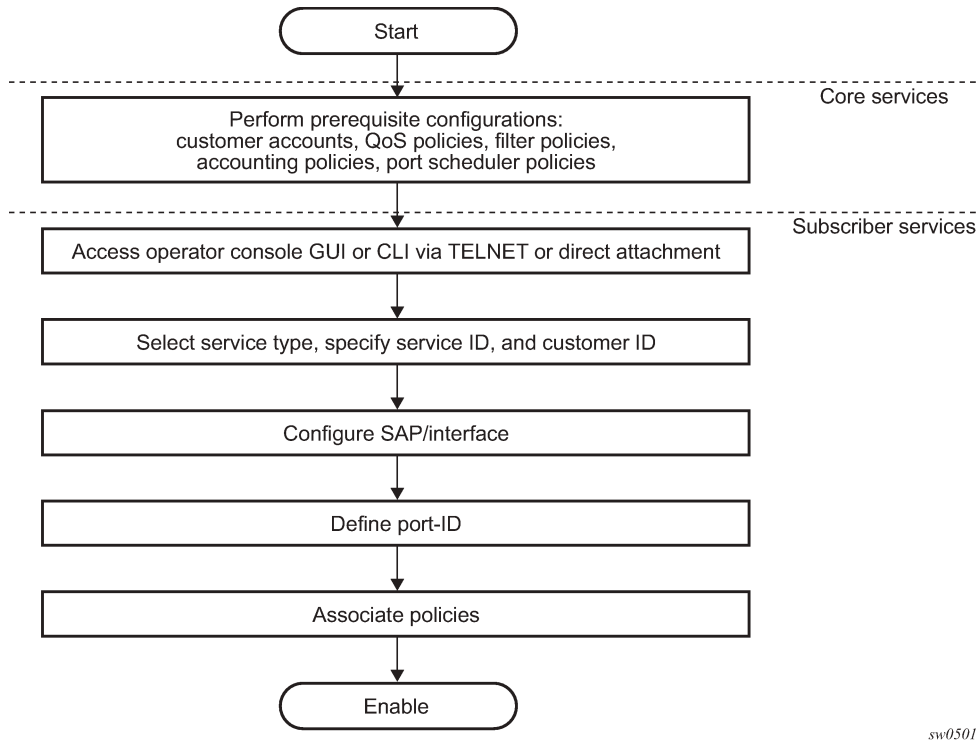 Start
Core services
Perform prerequisite configurations:
customer accounts, QoS policies, filter policies,
accounting policies, port scheduler policies
Subscriber services
Access operator console GUI or CLI via TELNET or direct attachment
Select service type, specify service ID, and customer ID
Configure SAP/interface
Define port-ID
Associate policies
Enable
sw0501